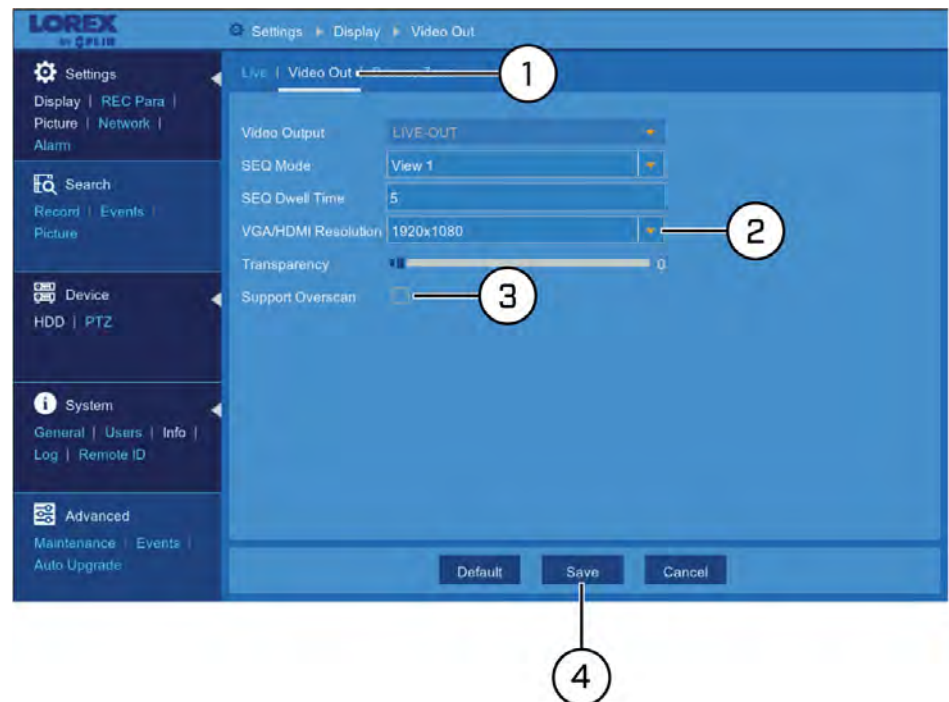 LOREX
BY FLIR
Settings Display Video Out
Settings
Display | REC Para |
Picture | Network |
Alarm
Search
Record | Events |
Picture
Device
HDD | PTZ
System
General | Users | Info |
Log | Remote ID
Advanced
Maintenance | Events |
Auto Upgrade
Live | Video Out |
1
Video Output LIVE-OUT
SEQ Mode View 1
SEQ Dwell Time 5
VGA/HDMI Resolution 1920x1080
2
Transparency 0
Support Overscan
3
Default Save Cancel
4